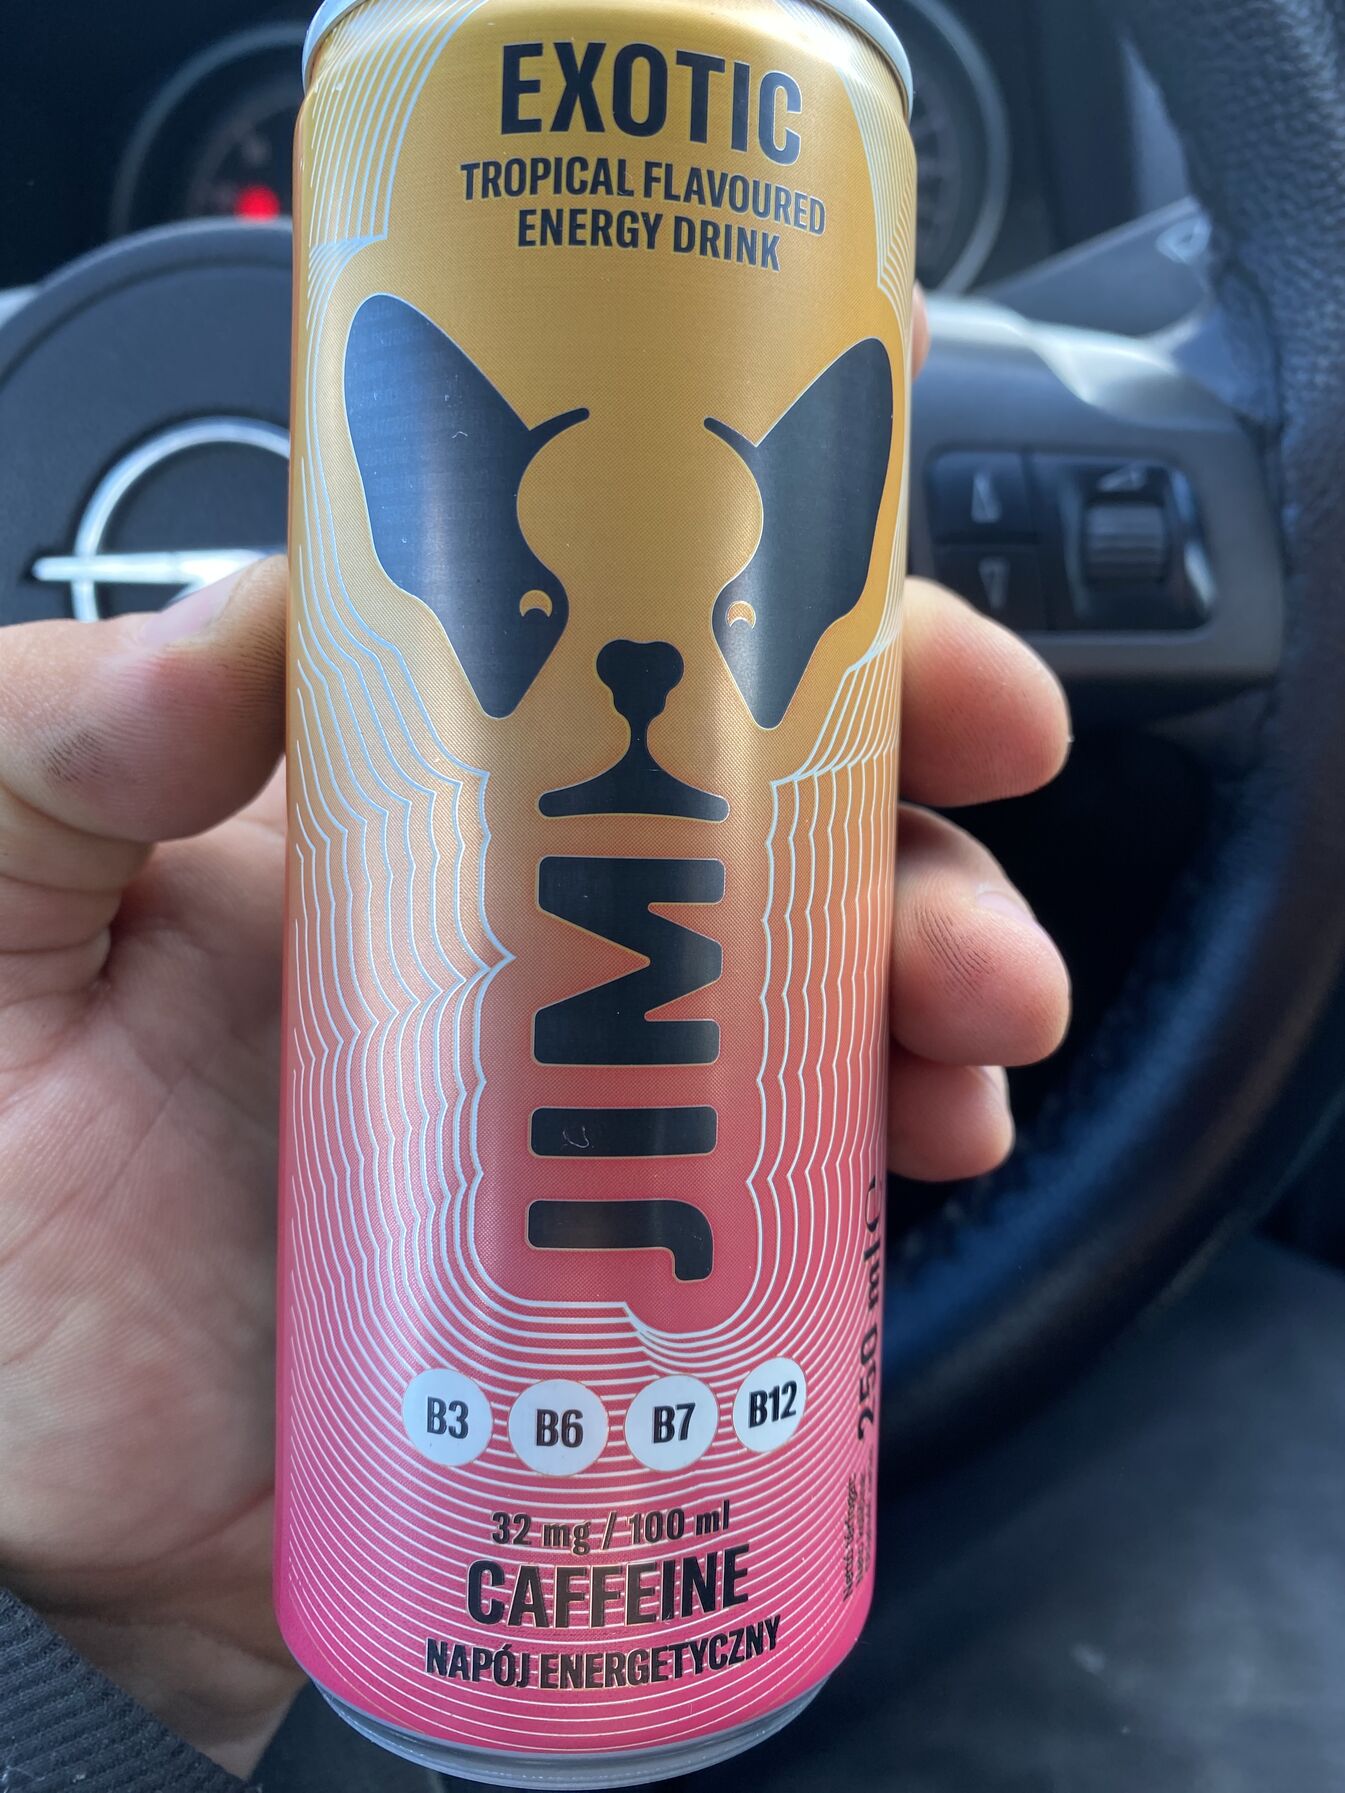 EXOTIC
TROPICAL FLAVOURED
ENERGY DRINK
JIMI
B3 B6 B7 B12
32 mg / 100 ml
CAFFEINE
NAPÓJ ENERGETYCZNY
250 ml